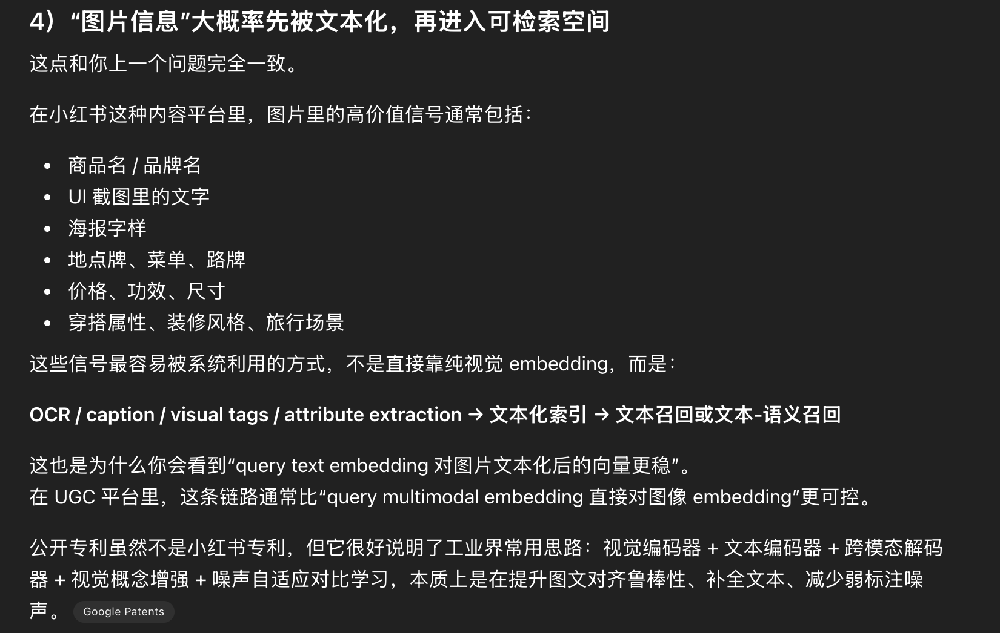 4）“图片信息”大概率先被文本化，再进入可检索空间
这点和你上一个问题完全一致。
在小红书这种内容平台里，图片里的高价值信号通常包括：
• 商品名 / 品牌名
• UI 截图里的文字
• 海报字样
• 地点牌、菜单、路牌
• 价格、功效、尺寸
• 穿搭属性、装修风格、旅行场景
这些信号最容易被系统利用的方式，不是直接靠纯视觉 embedding，而是：
OCR / caption / visual tags / attribute extraction → 文本化索引 → 文本召回或文本-语义召回
这也是为什么你会看到“query text embedding 对图片文本化后的向量更稳”。
在 UGC 平台里，这条链路通常比“query multimodal embedding 直接对图像 embedding”更可控。
公开专利虽然不是小红书专利，但它很好说明了工业界常用思路：视觉编码器 + 文本编码器 + 跨模态解码
器 + 视觉概念增强 + 噪声自适应对比学习，本质上是在提升图文对齐鲁棒性、补全文本、减少弱标注噪
声。 Google Patents